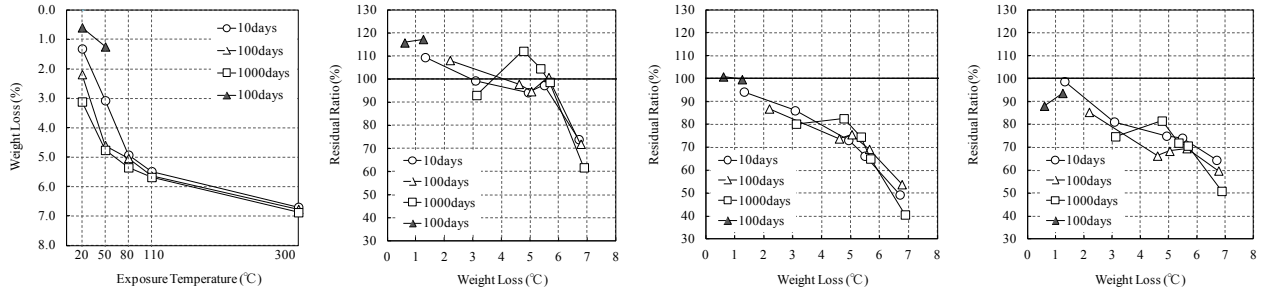 0.0
1.0
2.0
3.0
4.0
5.0
6.0
7.0
8.0
Weight Loss (%)
10days
100days
1000days
100days
20 50 80 110 300
Exposure Temperature (℃)
130
120
110
100
90
80
70
60
50
40
30
Residual Ratio (%)
10days
100days
1000days
100days
0 1 2 3 4 5 6 7 8
Weight Loss (℃)
130
120
110
100
90
80
70
60
50
40
30
Residual Ratio (%)
10days
100days
1000days
100days
0 1 2 3 4 5 6 7 8
Weight Loss (℃)
130
120
110
100
90
80
70
60
50
40
30
Residual Ratio (%)
10days
100days
1000days
100days
0 1 2 3 4 5 6 7 8
Weight Loss (℃)